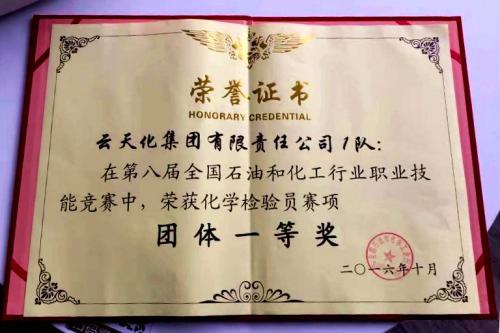 荣誉证书
HONORARY CREDENTIAL
云天化集团有限责任公司1队：
在第八届全国石油和化工行业职业技
能竞赛中，荣获化学检验员赛项
团体一等奖
二〇一六年十月